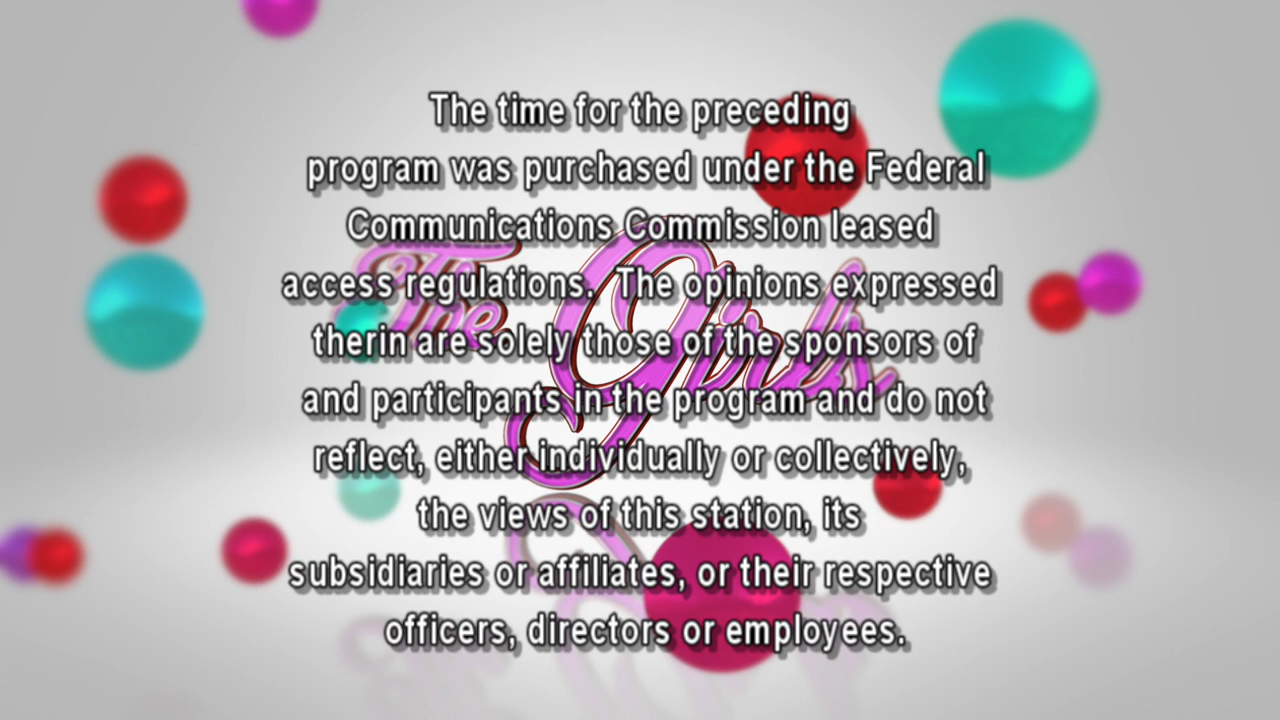 The time for the preceding
program was purchased under the Federal
Communications Commission leased
access regulations. The opinions expressed
therin are solely those of the sponsors of
and participants in the program and do not
reflect, either individually or collectively,
the views of this station, its
subsidiaries or affiliates, or their respective
officers, directors or employees.
The Girls